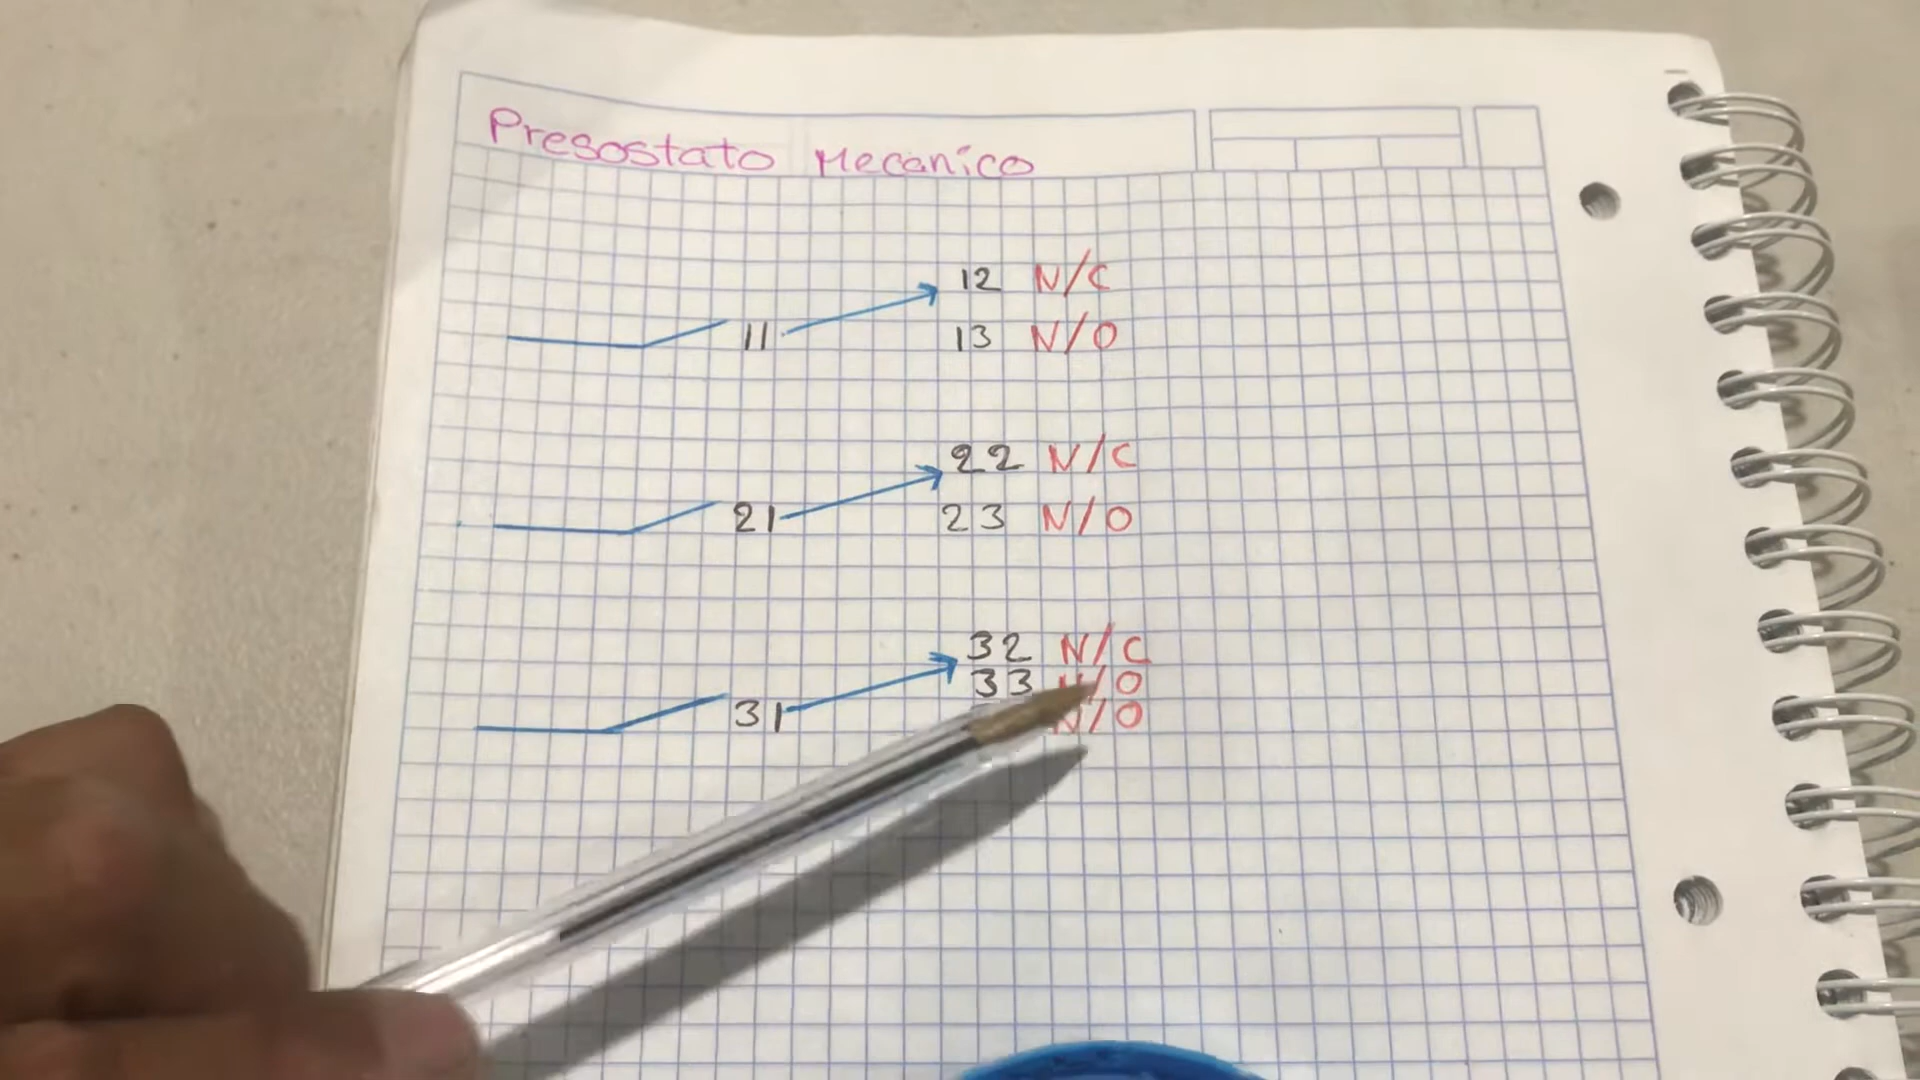 Presostato Mecanico
12 N/C
11
13 N/O
22 N/C
21
23 N/O
32 N/C
33 N/O
31 N/O